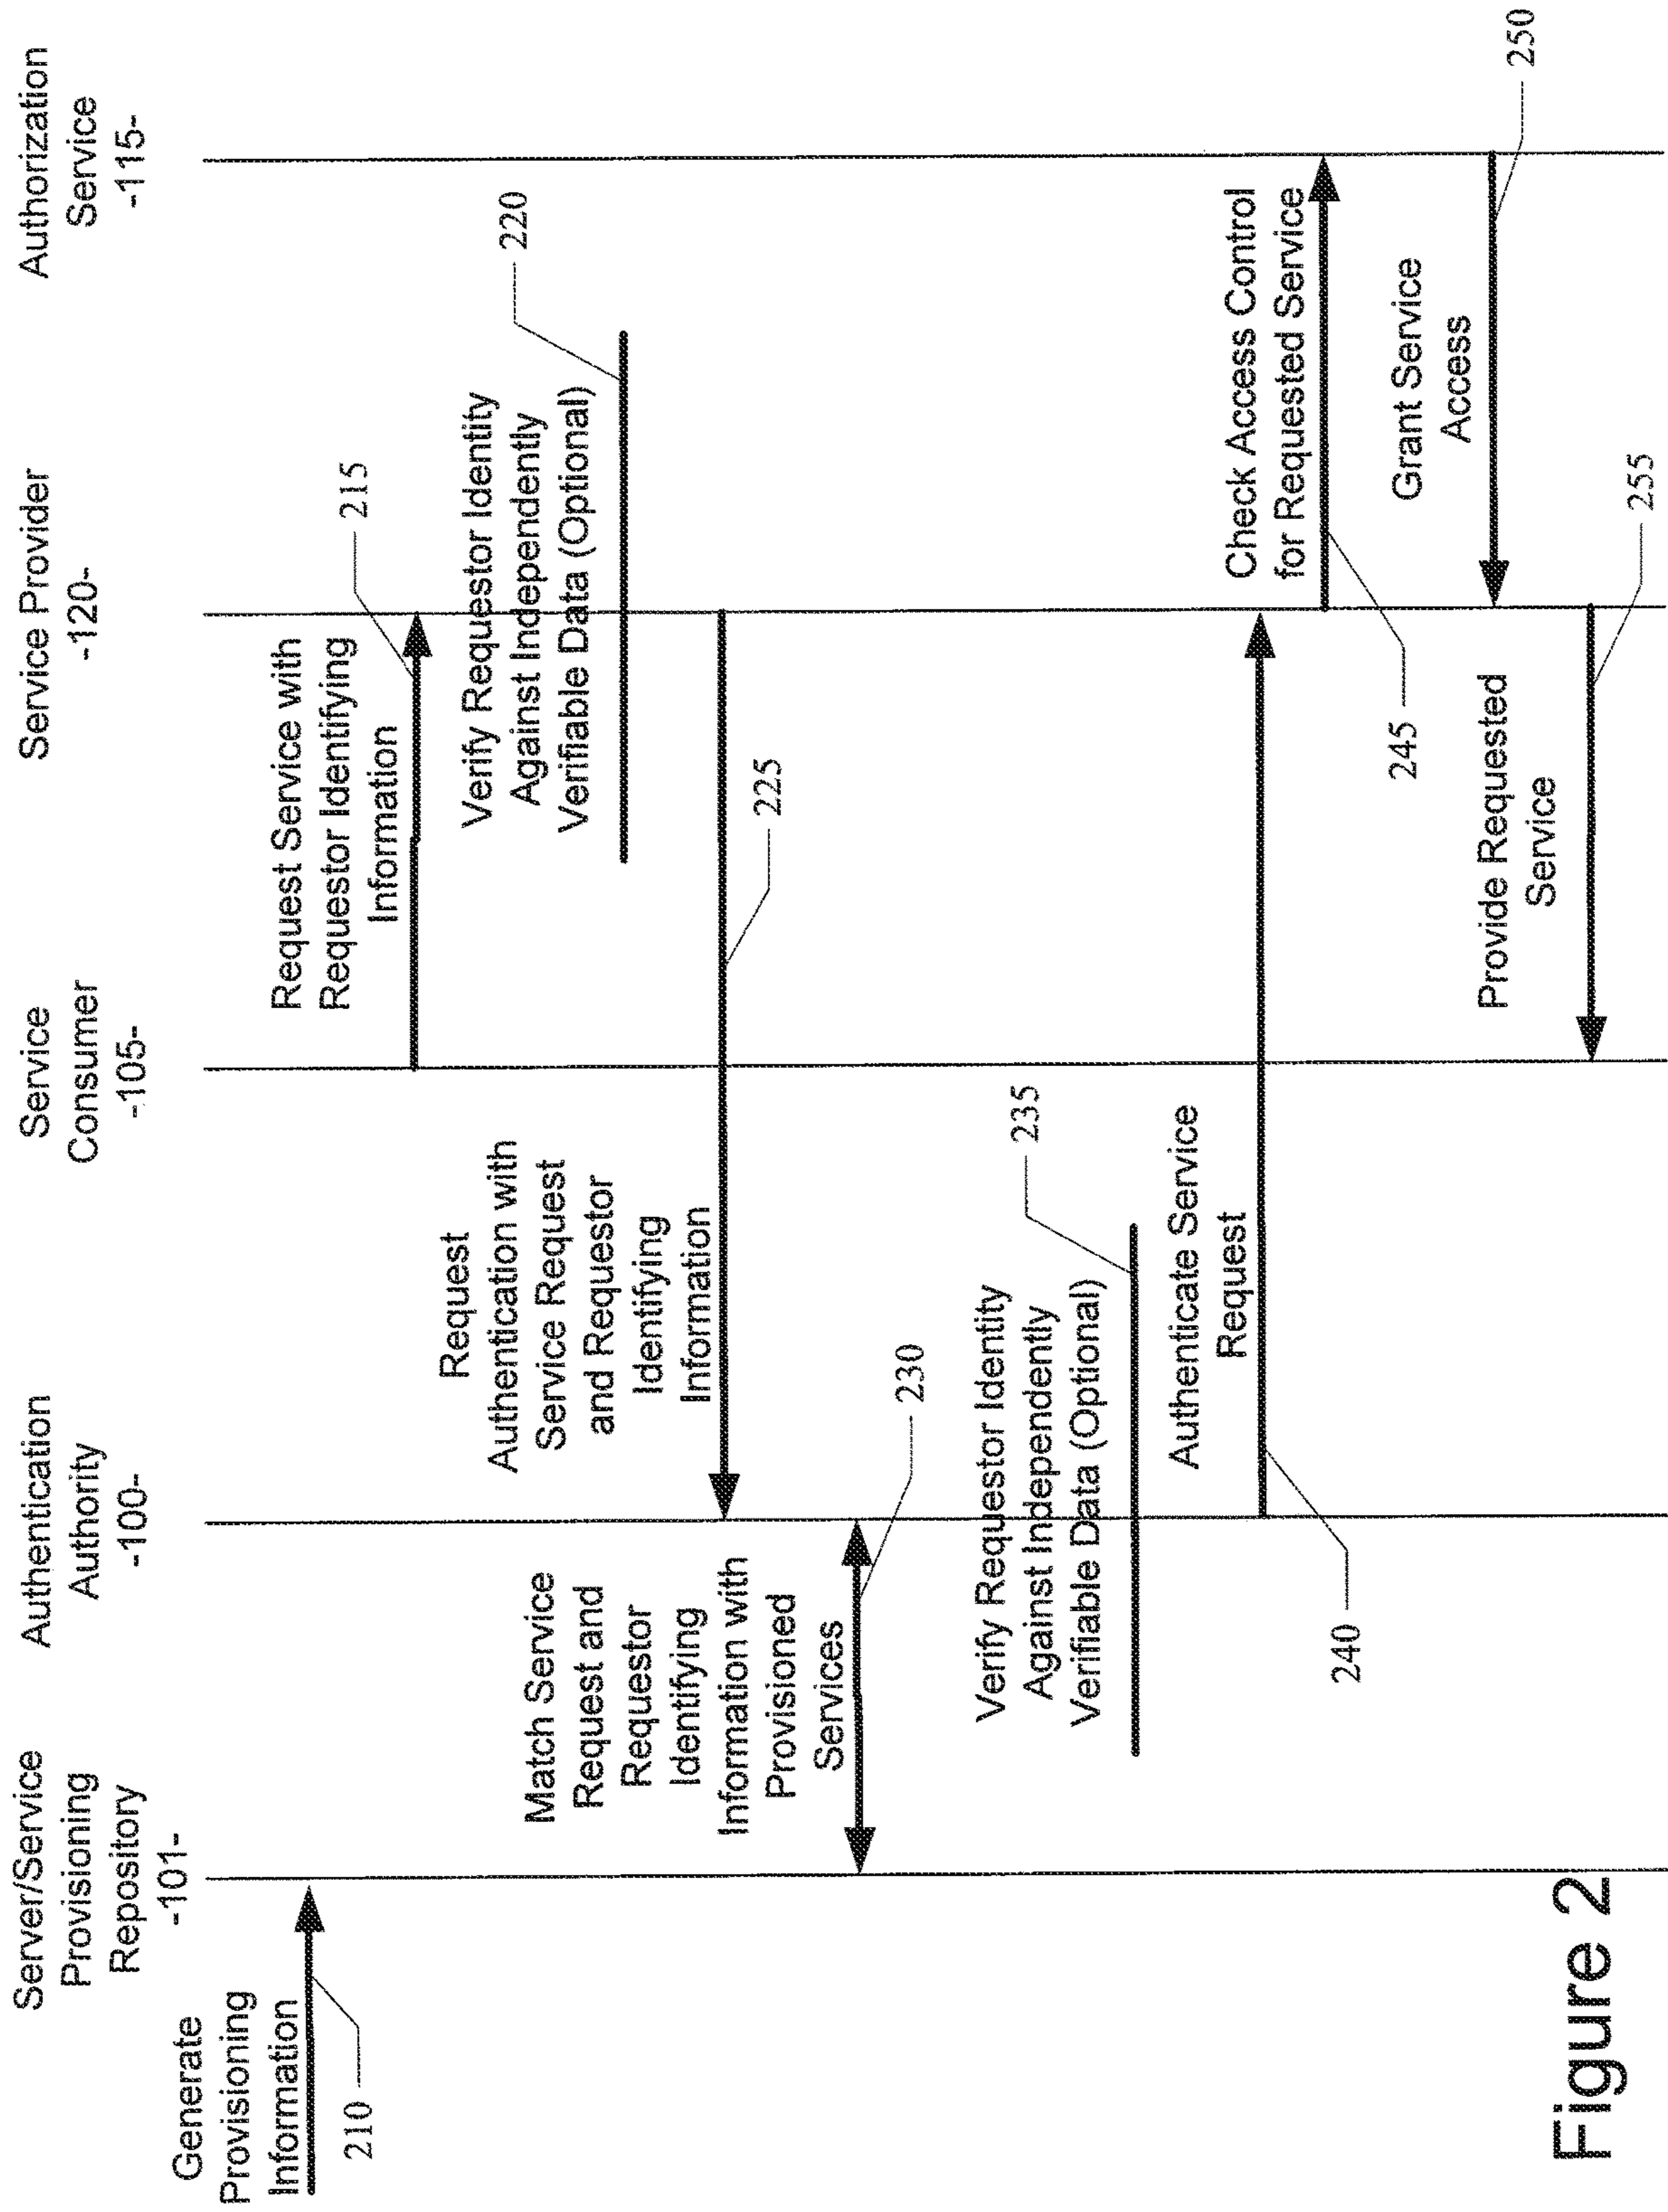 Server/Service
Provisioning
Repository
-101-
Authentication
Authority
-100-
Service
Consumer
-105-
Service Provider
-120-
Authorization
Service
-115-
Generate
Provisioning
Information
210
Request Service with
Requestor Identifying
Information
215
Verify Requestor Identity
Against Independently
Verifiable Data (Optional)
220
Request
Authentication with
Service Request
and Requestor
Identifying
Information
225
Match Service
Request and
Requestor
Identifying
Information with
Provisioned
Services
230
Verify Requestor Identity
Against Independently
Verifiable Data (Optional)
235
Authenticate Service
Request
240
Check Access Control
for Requested Service
245
Grant Service
Access
250
Provide Requested
Service
255
Figure 2